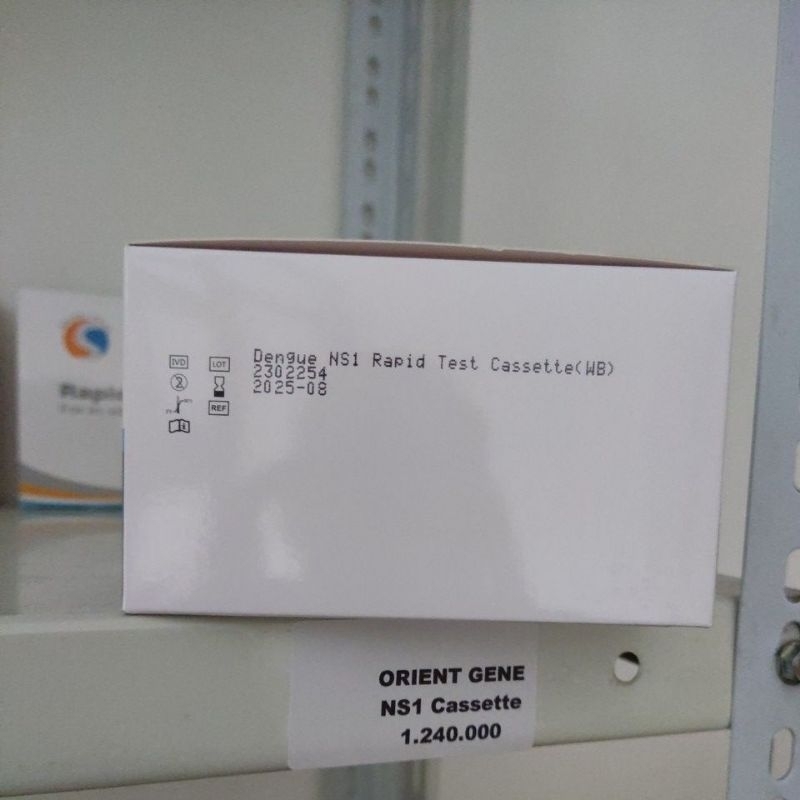 IVD
LOT
Dengue NS1 Rapid Test Cassette(WB)
2302254
2025-08
REF
Rapi
ORIENT GENE
NS1 Cassette
1.240.000